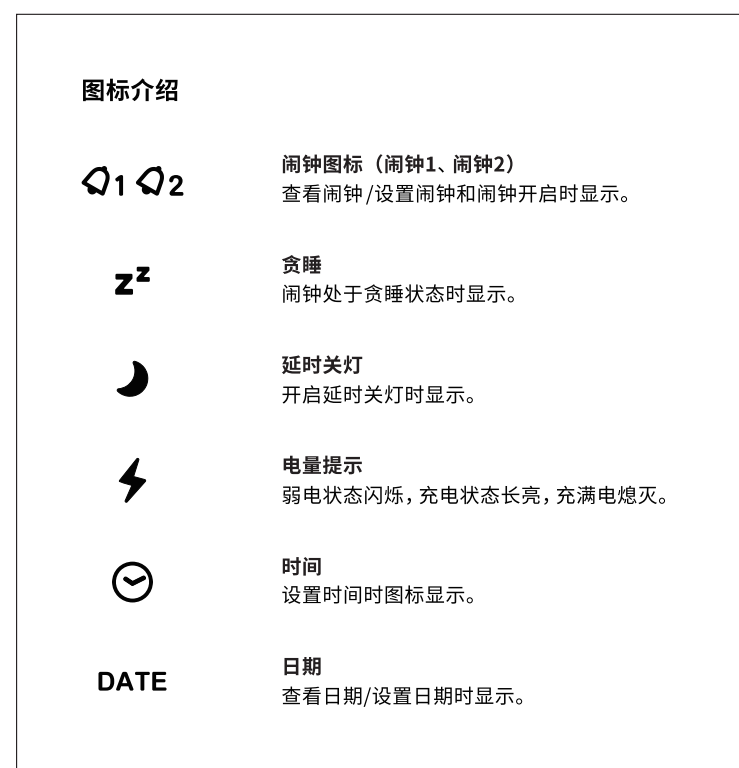 图标介绍
1 2
闹钟图标（闹钟1、闹钟2）
查看闹钟/设置闹钟和闹钟开启时显示。
zz
贪睡
闹钟处于贪睡状态时显示。
延时关灯
开启延时关灯时显示。
电量提示
弱电状态闪烁，充电状态长亮，充满电熄灭。
时间
设置时间时图标显示。
DATE
日期
查看日期/设置日期时显示。